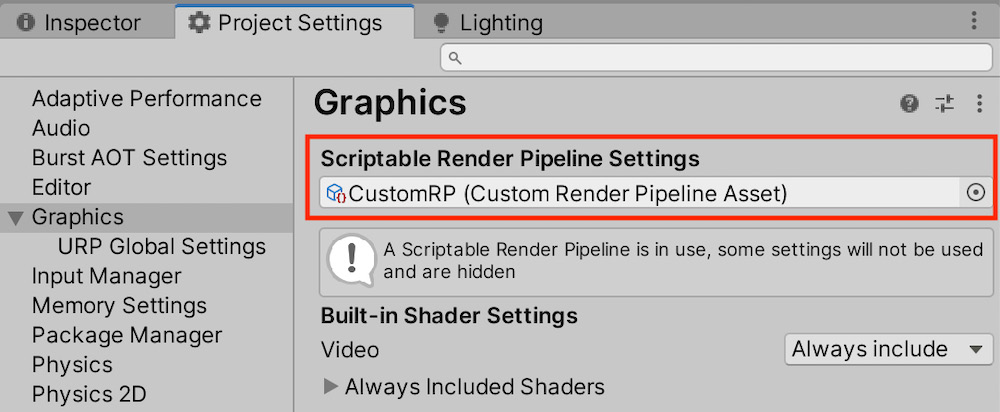 Inspector
Project Settings
Lighting
Adaptive Performance
Audio
Burst AOT Settings
Editor
Graphics
URP Global Settings
Input Manager
Memory Settings
Package Manager
Physics
Physics 2D
Graphics
Scriptable Render Pipeline Settings
CustomRP (Custom Render Pipeline Asset)
A Scriptable Render Pipeline is in use, some settings will not be used
and are hidden
Built-in Shader Settings
Video
Always include
Always Included Shaders